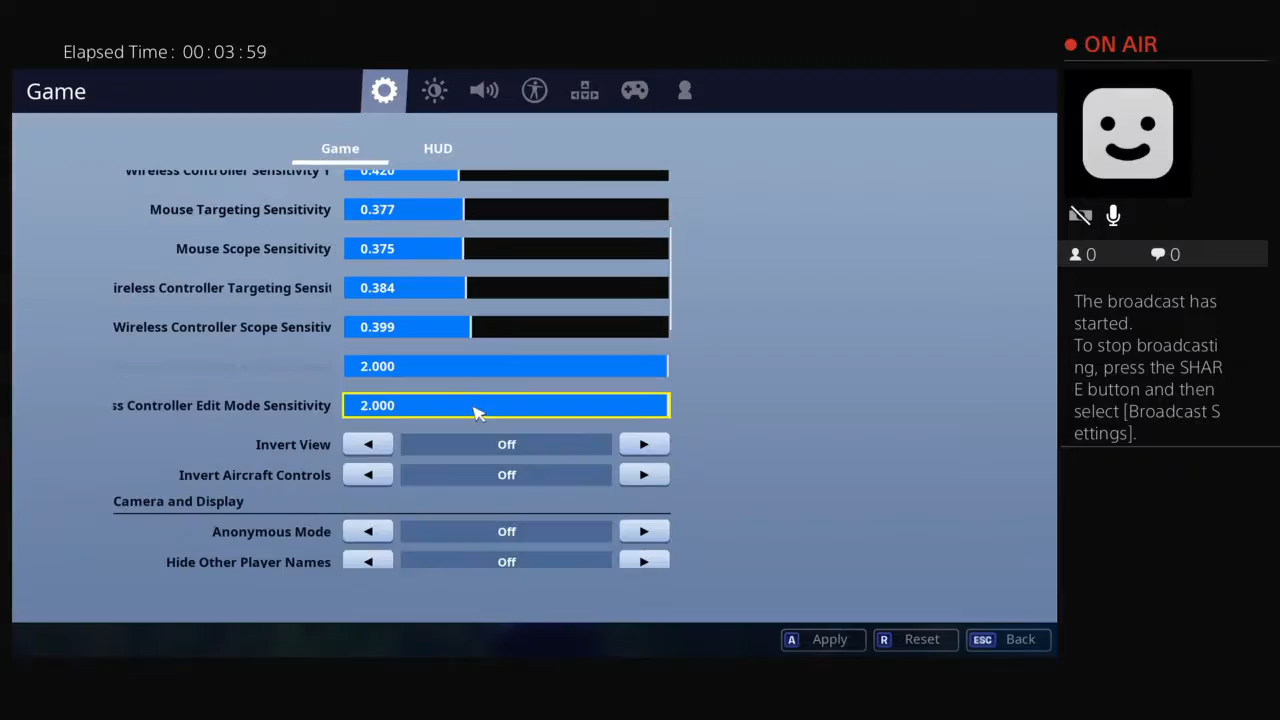 Elapsed Time: 00:03:59
ON AIR
Game
Game HUD
Wireless Controller Sensitivity Y 0.420
Mouse Targeting Sensitivity 0.377
Mouse Scope Sensitivity 0.375
ireless Controller Targeting Sensit 0.384
Wireless Controller Scope Sensitiv 0.399
2.000
ss Controller Edit Mode Sensitivity 2.000
Invert View Off
Invert Aircraft Controls Off
Camera and Display
Anonymous Mode Off
Hide Other Player Names Off
A Apply R Reset ESC Back
0 0
The broadcast has
started.
To stop broadcasti
ng, press the SHAR
E button and then
select [Broadcast S
ettings].